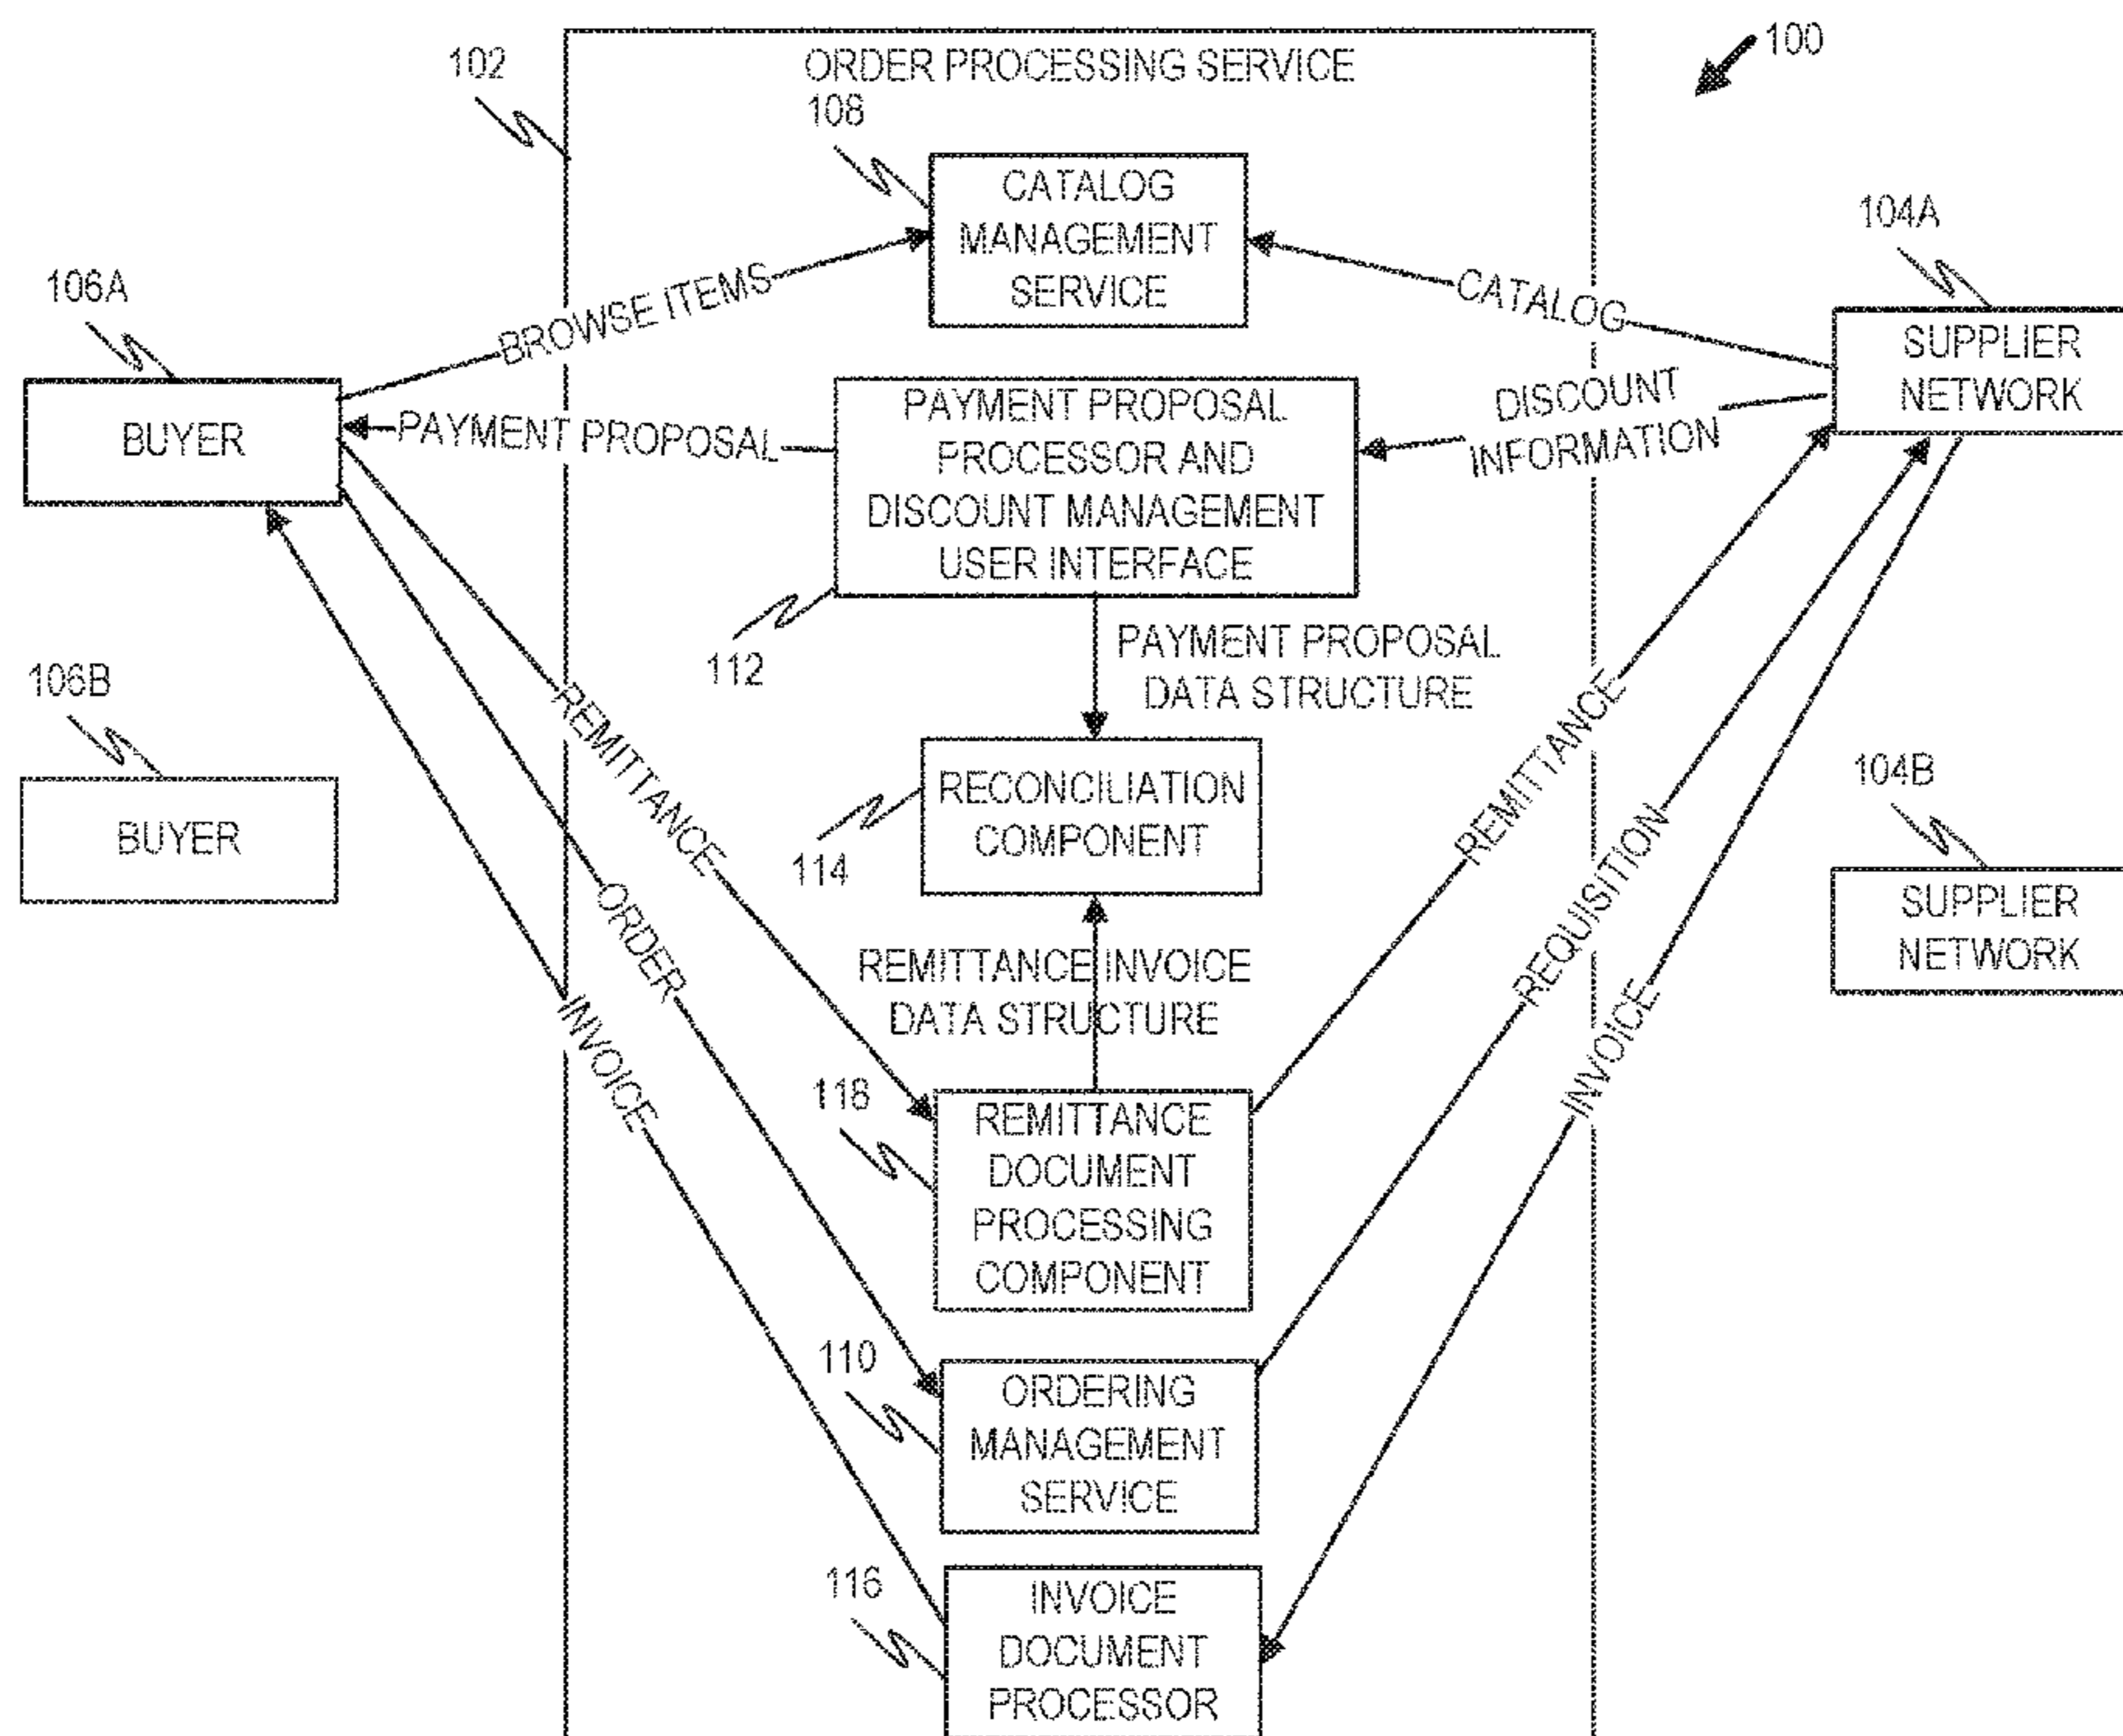 100
102
ORDER PROCESSING SERVICE
108
CATALOG
MANAGEMENT
SERVICE
104A
SUPPLIER
NETWORK
106A
BUYER
BROWSE ITEMS
CATALOG
PAYMENT PROPOSAL
PAYMENT PROPOSAL
PROCESSOR AND
DISCOUNT MANAGEMENT
USER INTERFACE
DISCOUNT
INFORMATION
112
PAYMENT PROPOSAL
DATA STRUCTURE
106B
BUYER
REMITTANCE
RECONCILIATION
COMPONENT
114
REMITTANCE
104B
SUPPLIER
NETWORK
ORDER
REQUISITION
REMITTANCE INVOICE
DATA STRUCTURE
INVOICE
INVOICE
118
REMITTANCE
DOCUMENT
PROCESSING
COMPONENT
110
ORDERING
MANAGEMENT
SERVICE
116
INVOICE
DOCUMENT
PROCESSOR